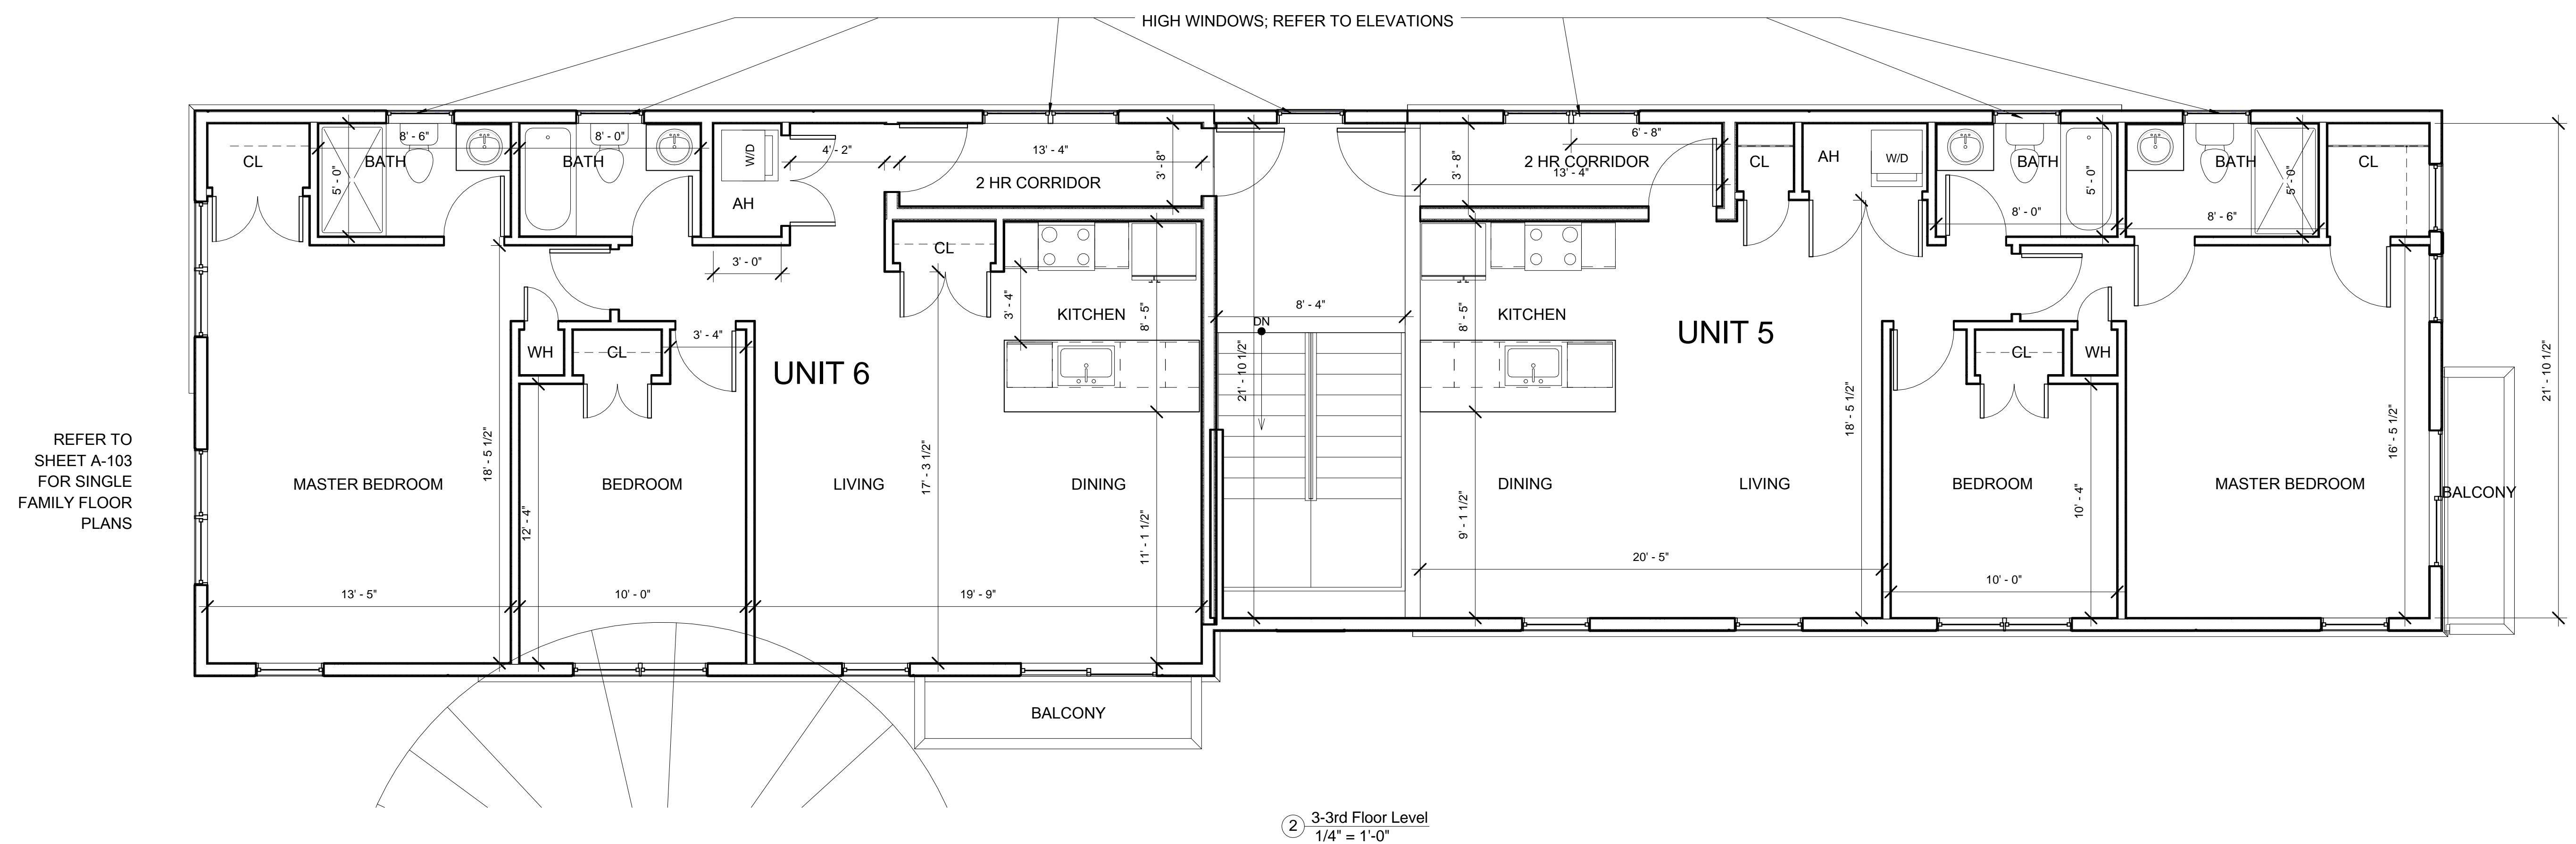 HIGH WINDOWS; REFER TO ELEVATIONS
CL
8' - 6"
BATH
5' - 0"
8' - 0"
BATH
W/D
AH
4' - 2"
13' - 4"
2 HR CORRIDOR
3' - 8"
3' - 8"
6' - 8"
2 HR CORRIDOR
13' - 4"
CL
AH
W/D
BATH
5' - 0"
8' - 0"
BATH
5' - 0"
8' - 6"
CL
3' - 0"
CL
3' - 4"
KITCHEN
8' - 5"
8' - 4"
DN
21' - 10 1/2"
8' - 5"
KITCHEN
UNIT 5
WH
CL
3' - 4"
UNIT 6
CL
WH
21' - 10 1/2"
REFER TO
SHEET A-103
FOR SINGLE
FAMILY FLOOR
PLANS
MASTER BEDROOM
18' - 5 1/2"
BEDROOM
12' - 4"
LIVING
17' - 3 1/2"
DINING
11' - 1 1/2"
9' - 1 1/2"
DINING
LIVING
18' - 5 1/2"
BEDROOM
10' - 4"
MASTER BEDROOM
16' - 5 1/2"
BALCONY
13' - 5"
10' - 0"
19' - 9"
20' - 5"
10' - 0"
BALCONY
2
3-3rd Floor Level
1/4" = 1'-0"